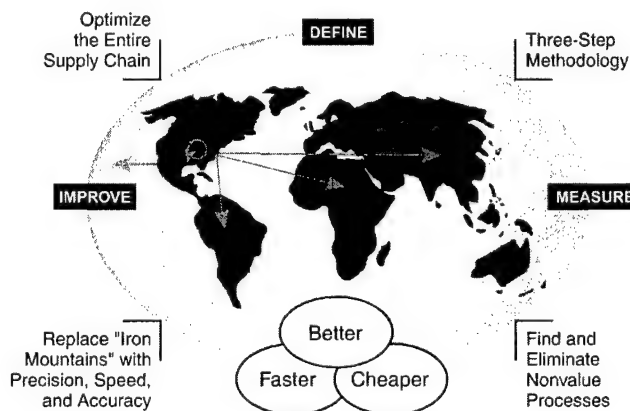 Optimize
the Entire
Supply Chain
DEFINE
Three-Step
Methodology
IMPROVE
MEASURE
Replace "Iron
Mountains" with
Precision, Speed,
and Accuracy
Better
Faster
Cheaper
Find and
Eliminate
Nonvalue
Processes